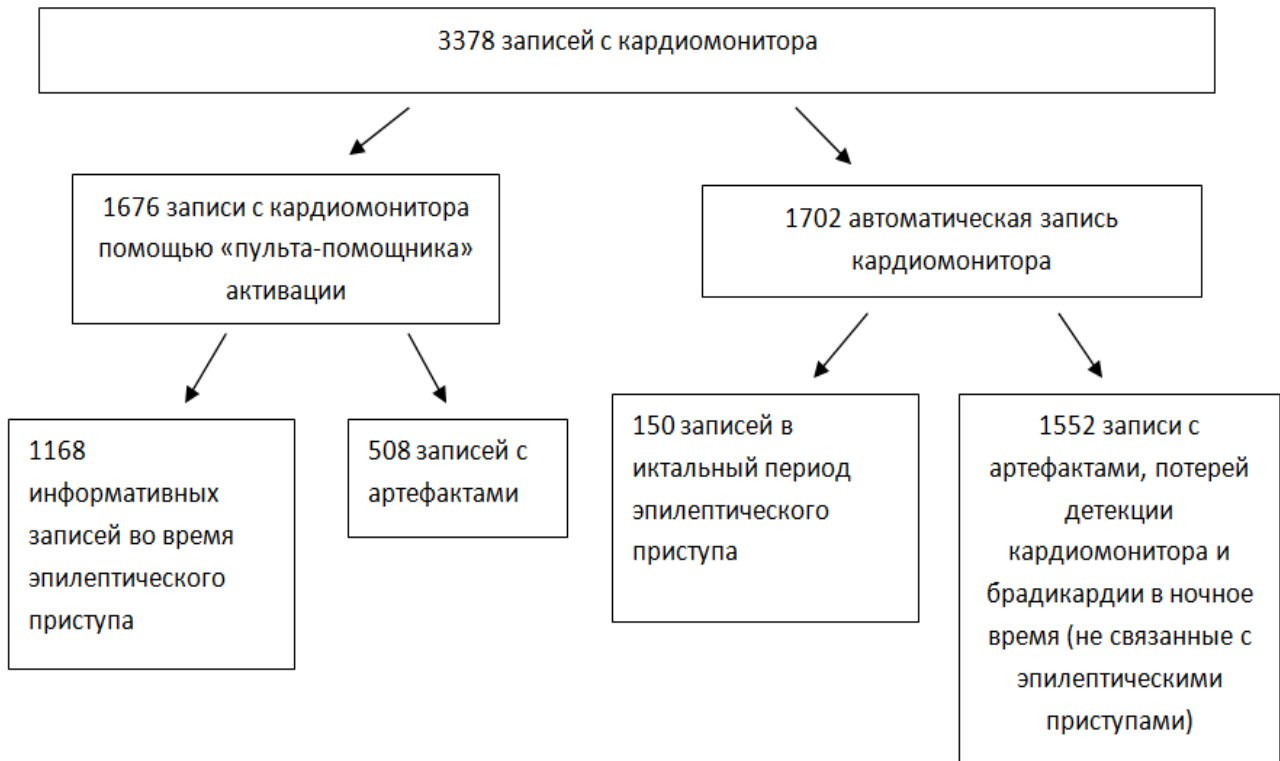 3378 записей с кардиомонитора
1676 записи с кардиомонитора
помощью «пульта-помощника»
активации
1702 автоматическая запись
кардиомонитора
1168
информативных
записей во время
эпилептического
приступа
508 записей с
артефактами
150 записей в
иктальный период
эпилептического
приступа
1552 записи с
артефактами, потерей
детекции
кардиомонитора и
брадикардии в ночное
время (не связанные с
эпилептическими
приступами)